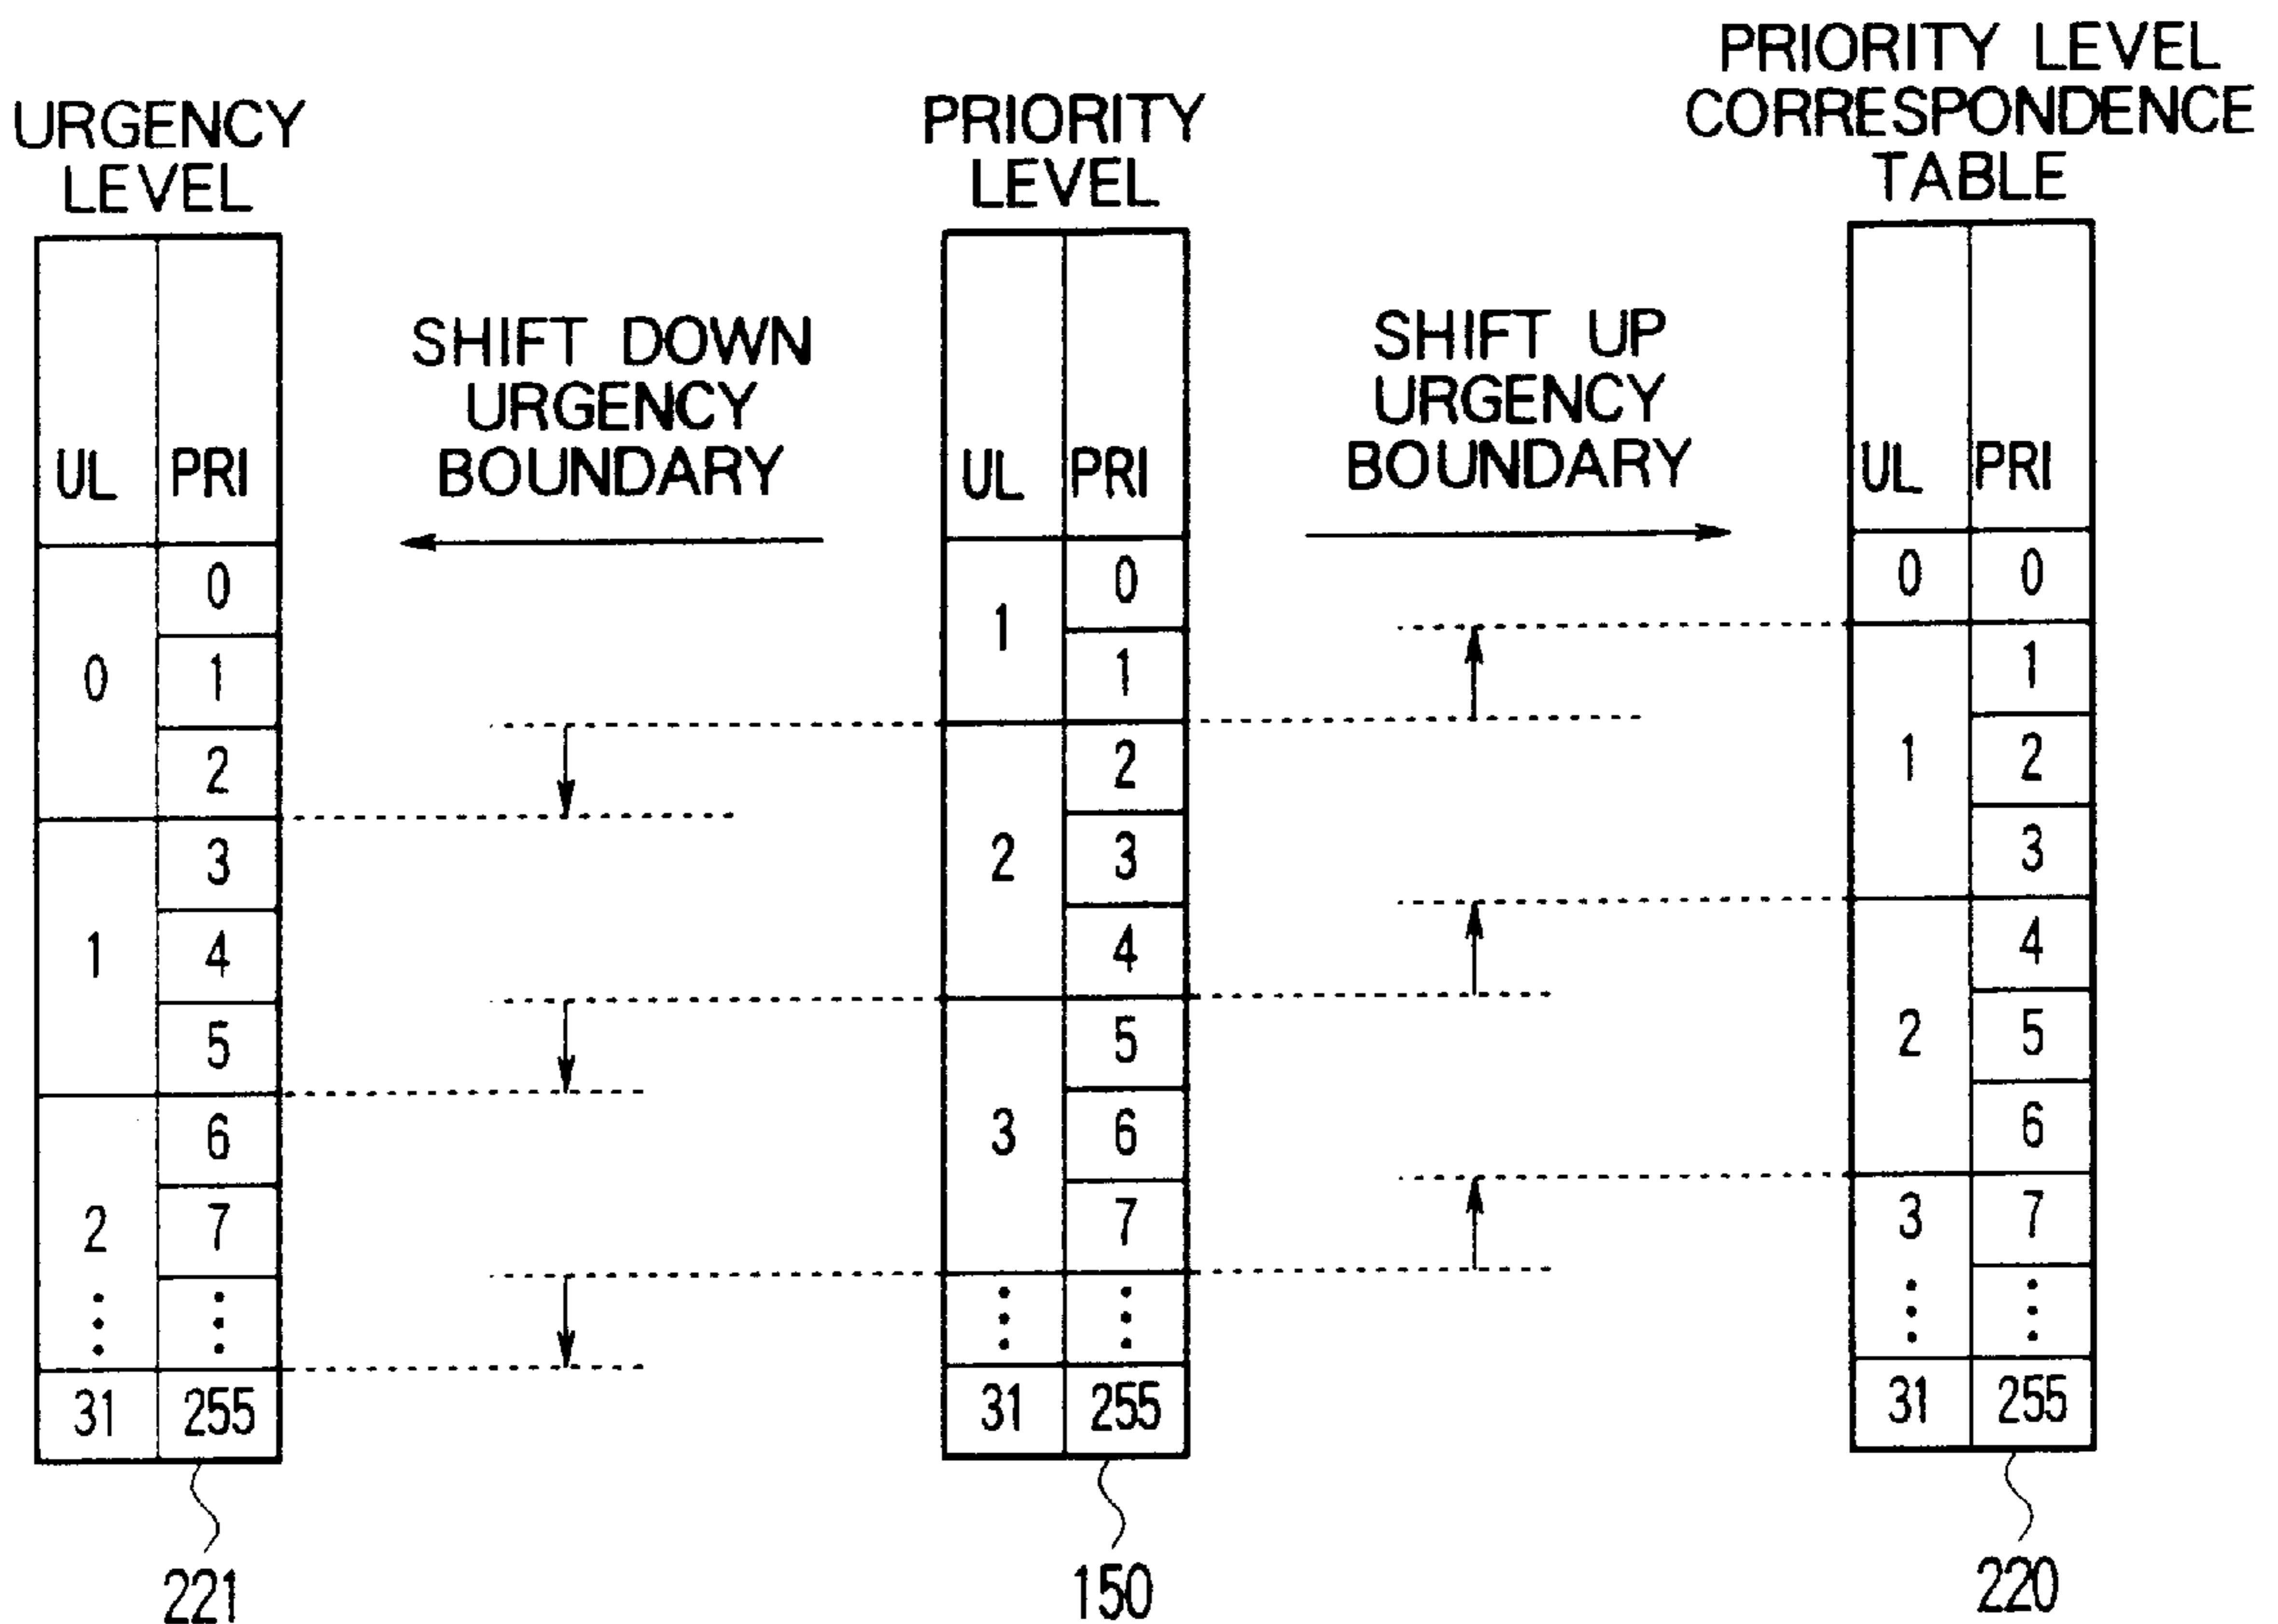 PRIORITY LEVEL
CORRESPONDENCE
TABLE
URGENCY
LEVEL
PRIORITY
LEVEL
SHIFT DOWN
URGENCY
BOUNDARY
SHIFT UP
URGENCY
BOUNDARY
UL PRI
0 0
1
2
1 3
4
5
2 6
7
⋮ ⋮
31 255
221
UL PRI
1 0
1
2 2
3
4
3 5
6
7
⋮ ⋮
31 255
150
UL PRI
0 0
1 1
2
3
2 4
5
6
3 7
⋮ ⋮
31 255
220